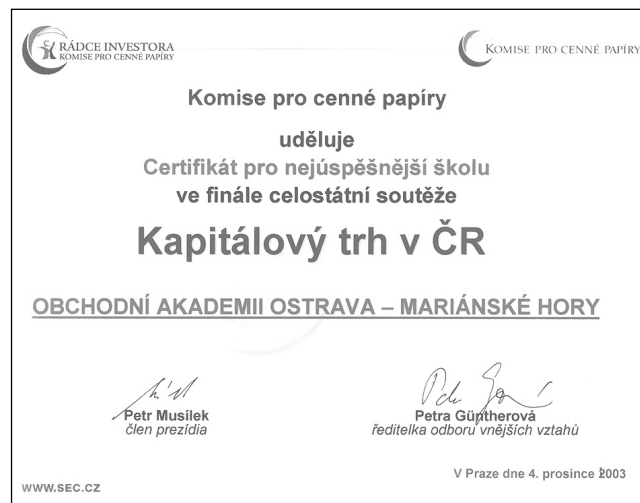 RÁDCE INVESTORA
KOMISE PRO CENNÉ PAPÍRY
KOMISE PRO CENNÉ PAPÍRY
Komise pro cenné papíry
uděluje
Certifikát pro nejúspěšnější školu
ve finále celostátní soutěže
Kapitálový trh v ČR
OBCHODNÍ AKADEMII OSTRAVA – MARIÁNSKÉ HORY
Petr Musílek
člen prezídia
Petra Güntherová
ředitelka odboru vnějších vztahů
V Praze dne 4. prosince 2003
WWW.SEC.CZ